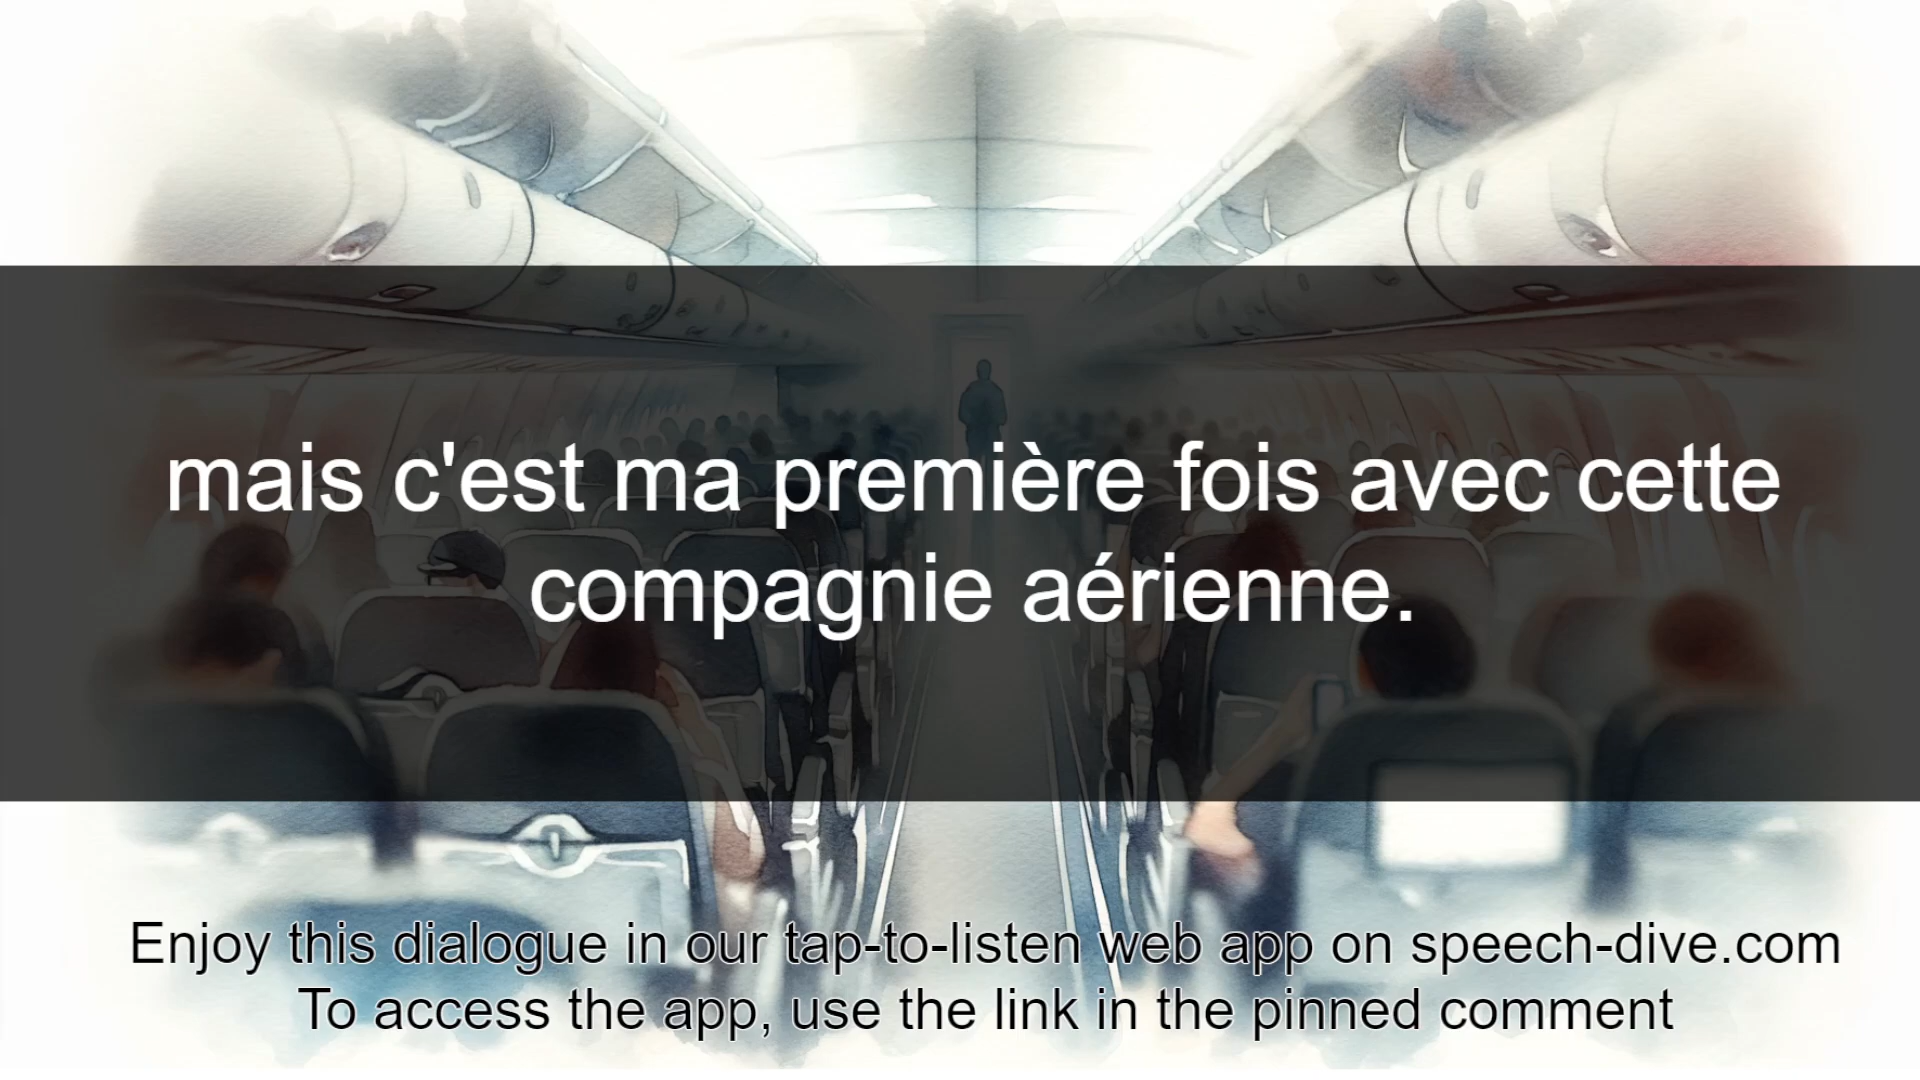 mais c'est ma première fois avec cette
compagnie aérienne.
Enjoy this dialogue in our tap-to-listen web app on speech-dive.com
To access the app, use the link in the pinned comment